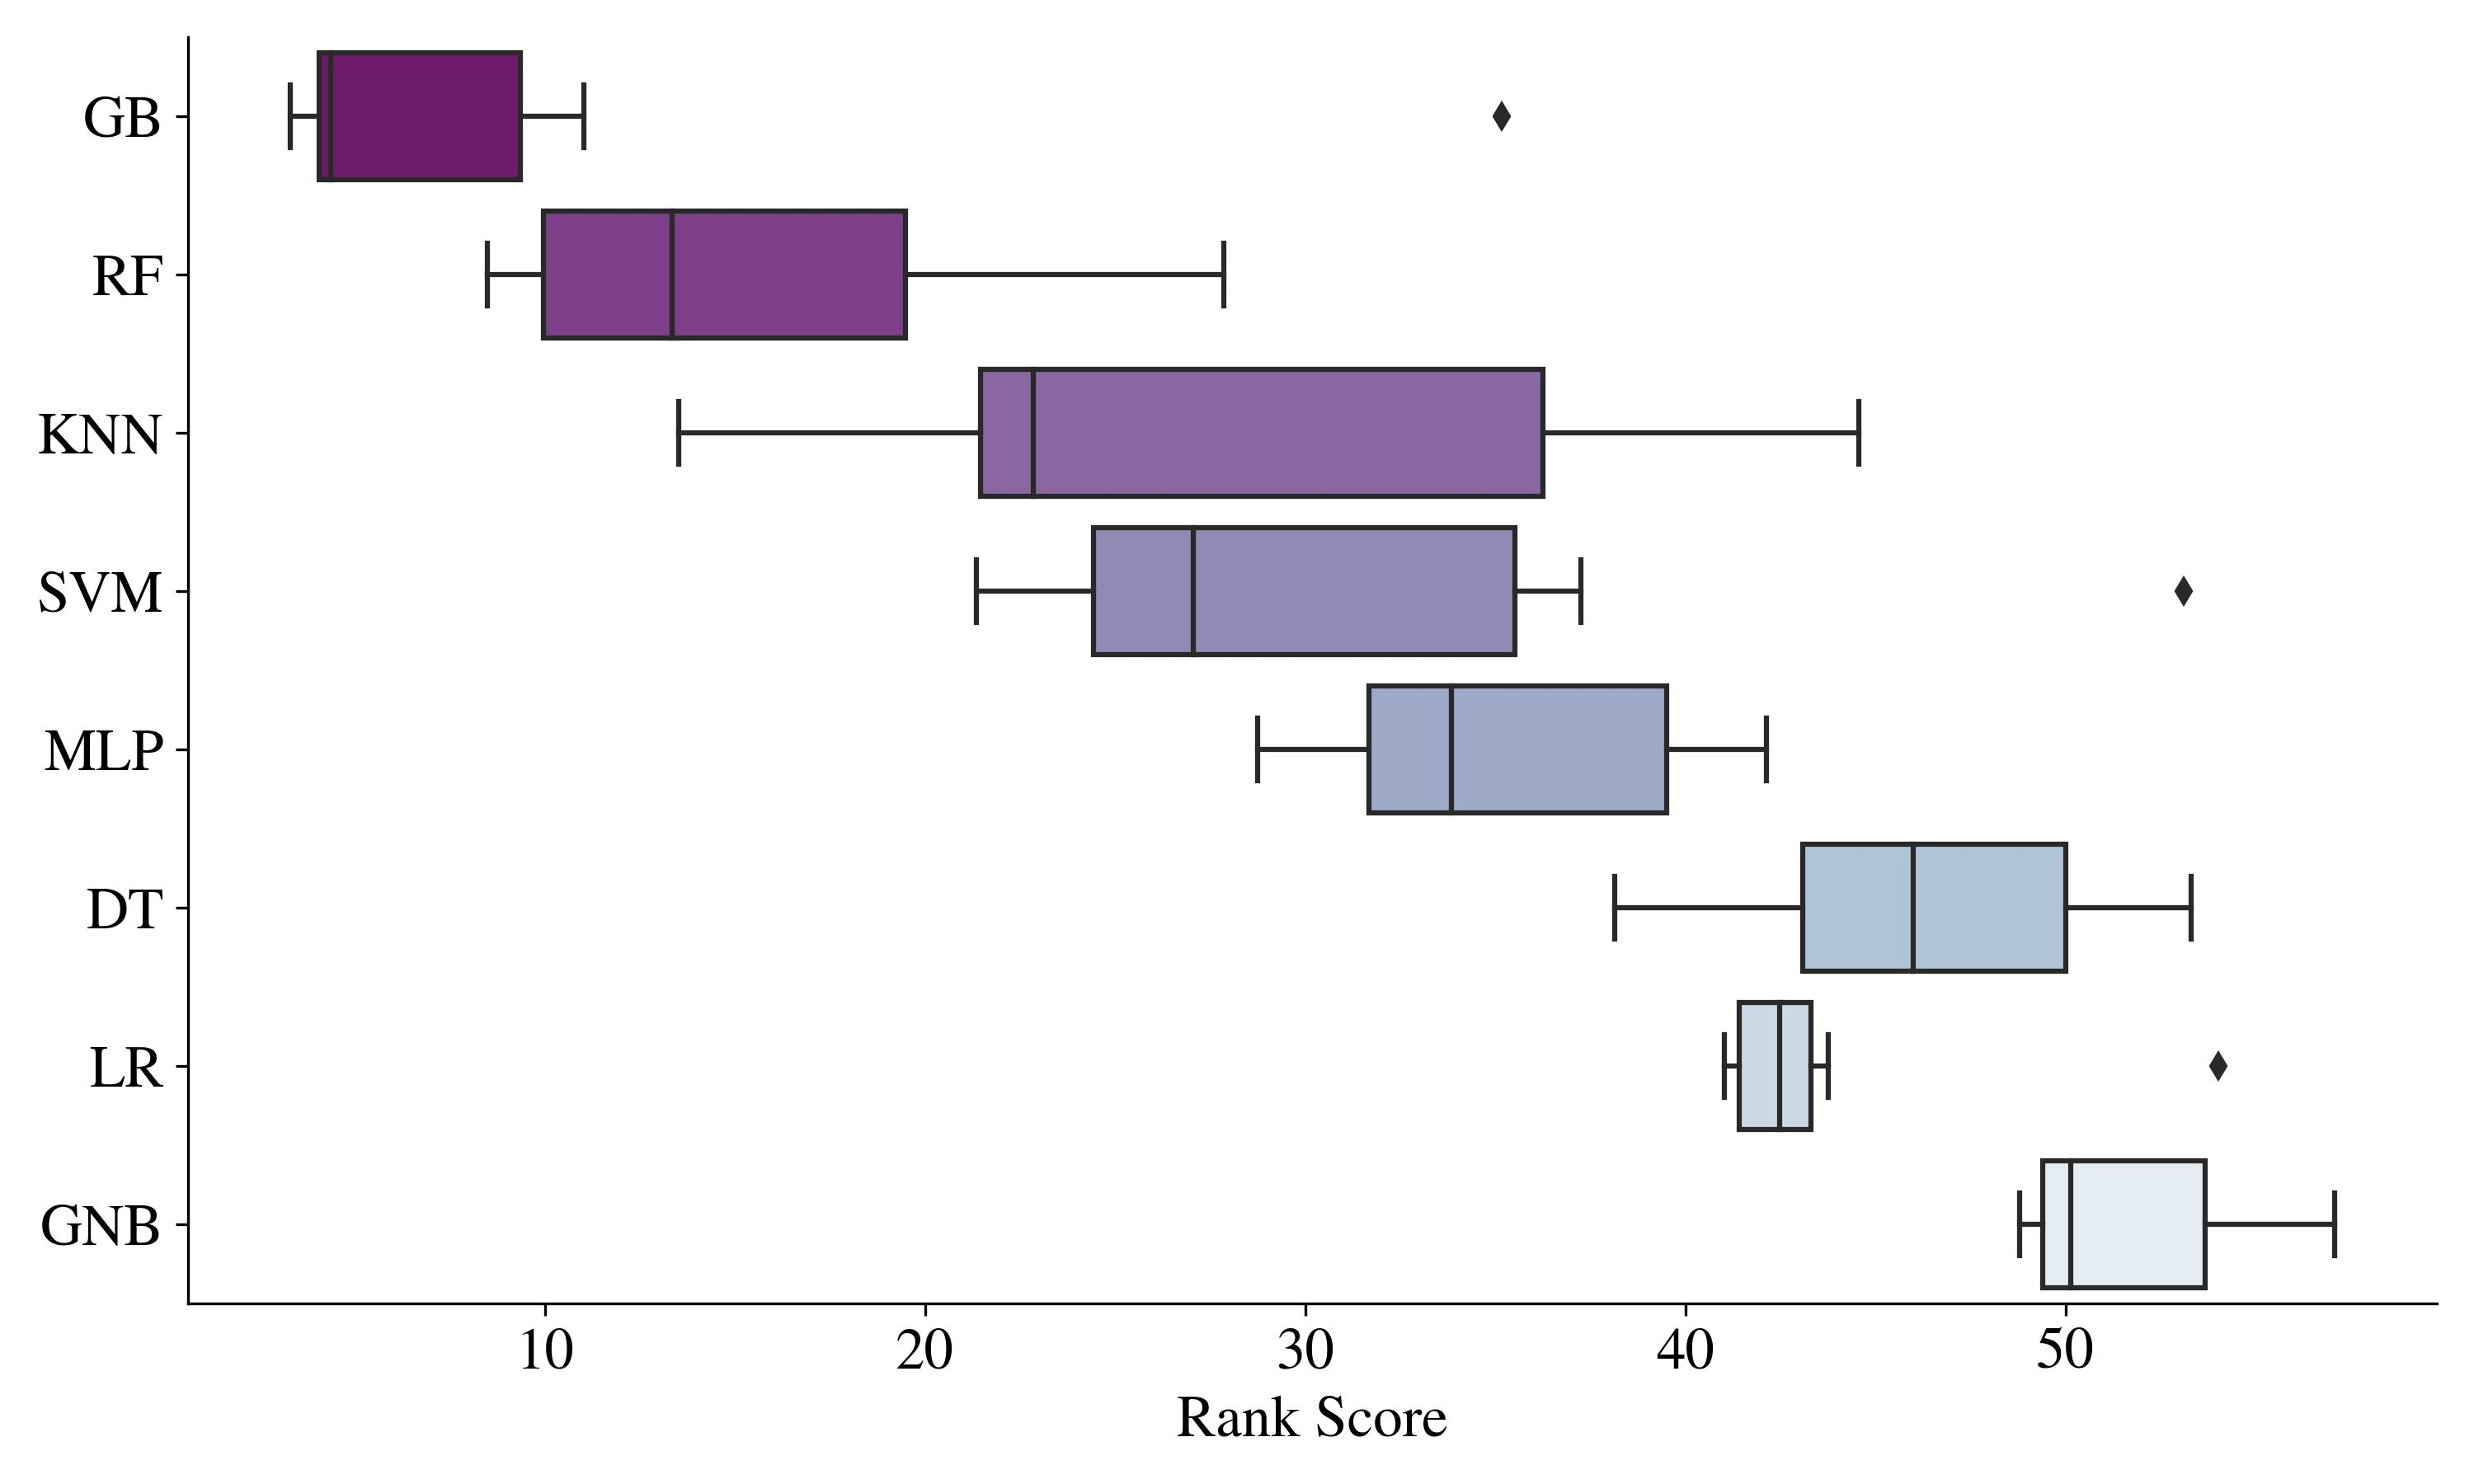 GB
RF
KNN
SVM
MLP
DT
LR
GNB
10 20 30 40 50
Rank Score